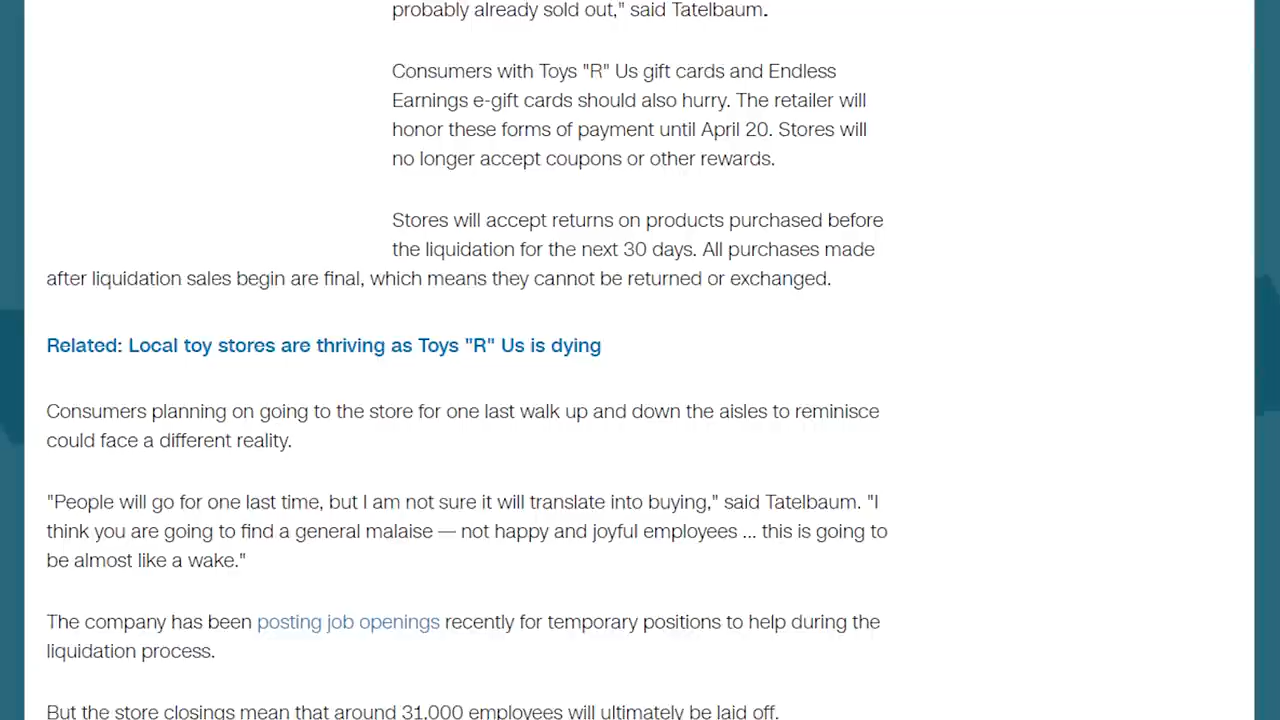 probably already sold out," said Tatelbaum.
Consumers with Toys "R" Us gift cards and Endless
Earnings e-gift cards should also hurry. The retailer will
honor these forms of payment until April 20. Stores will
no longer accept coupons or other rewards.
Stores will accept returns on products purchased before
the liquidation for the next 30 days. All purchases made
after liquidation sales begin are final, which means they cannot be returned or exchanged.
Related: Local toy stores are thriving as Toys "R" Us is dying
Consumers planning on going to the store for one last walk up and down the aisles to reminisce
could face a different reality.
"People will go for one last time, but I am not sure it will translate into buying," said Tatelbaum. "I
think you are going to find a general malaise — not happy and joyful employees ... this is going to
be almost like a wake."
The company has been posting job openings recently for temporary positions to help during the
liquidation process.
But the store closings mean that around 31,000 employees will ultimately be laid off.